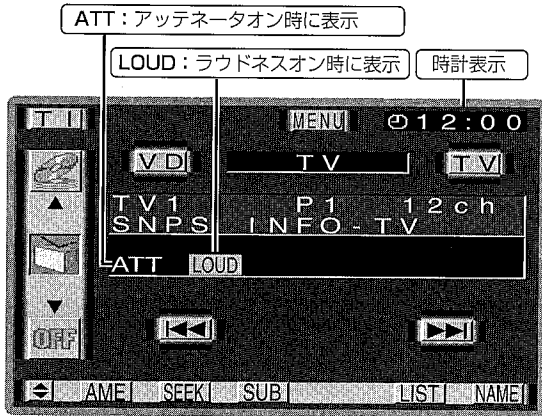 ATT：アッテネータオン時に表示
LOUD：ラウドネスオン時に表示
時計表示
TI
MENU
12:00
VD
TV
TV
TV1 P1 12ch
SNPS INFO-TV
ATT LOUD
OFF
AME SEEK SUB LIST NAME